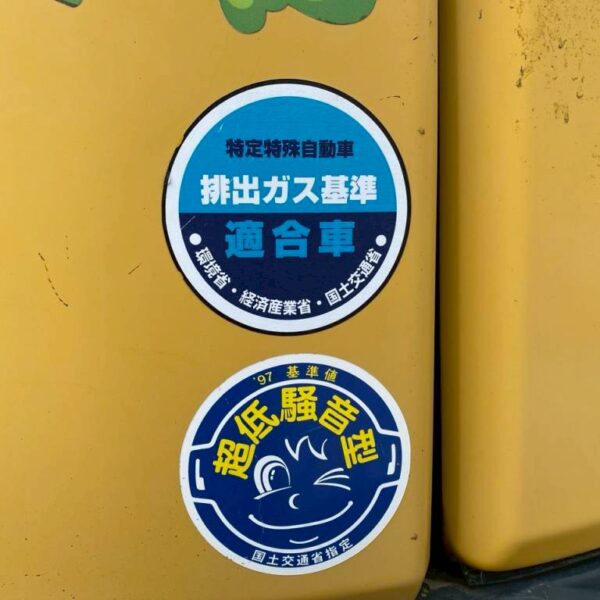 特定特殊自動車
排出ガス基準
適合車
環境省・経済産業省・国土交通省
'97 基準値
超低騒音型
国土交通省指定